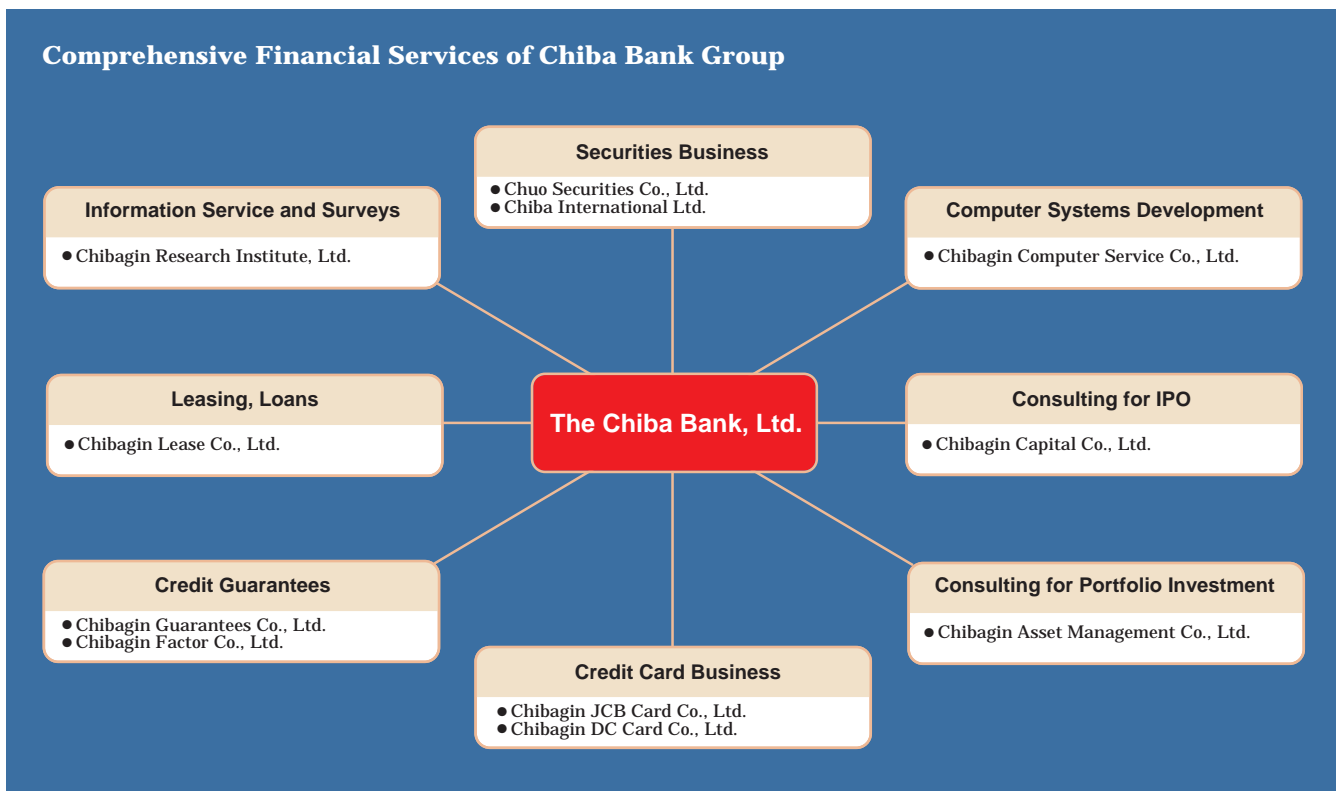 Comprehensive Financial Services of Chiba Bank Group
Securities Business
● Chuo Securities Co., Ltd.
● Chiba International Ltd.
Information Service and Surveys
● Chibagin Research Institute, Ltd.
Computer Systems Development
● Chibagin Computer Service Co., Ltd.
Leasing, Loans
● Chibagin Lease Co., Ltd.
The Chiba Bank, Ltd.
Consulting for IPO
● Chibagin Capital Co., Ltd.
Credit Guarantees
● Chibagin Guarantees Co., Ltd.
● Chibagin Factor Co., Ltd.
Consulting for Portfolio Investment
● Chibagin Asset Management Co., Ltd.
Credit Card Business
● Chibagin JCB Card Co., Ltd.
● Chibagin DC Card Co., Ltd.